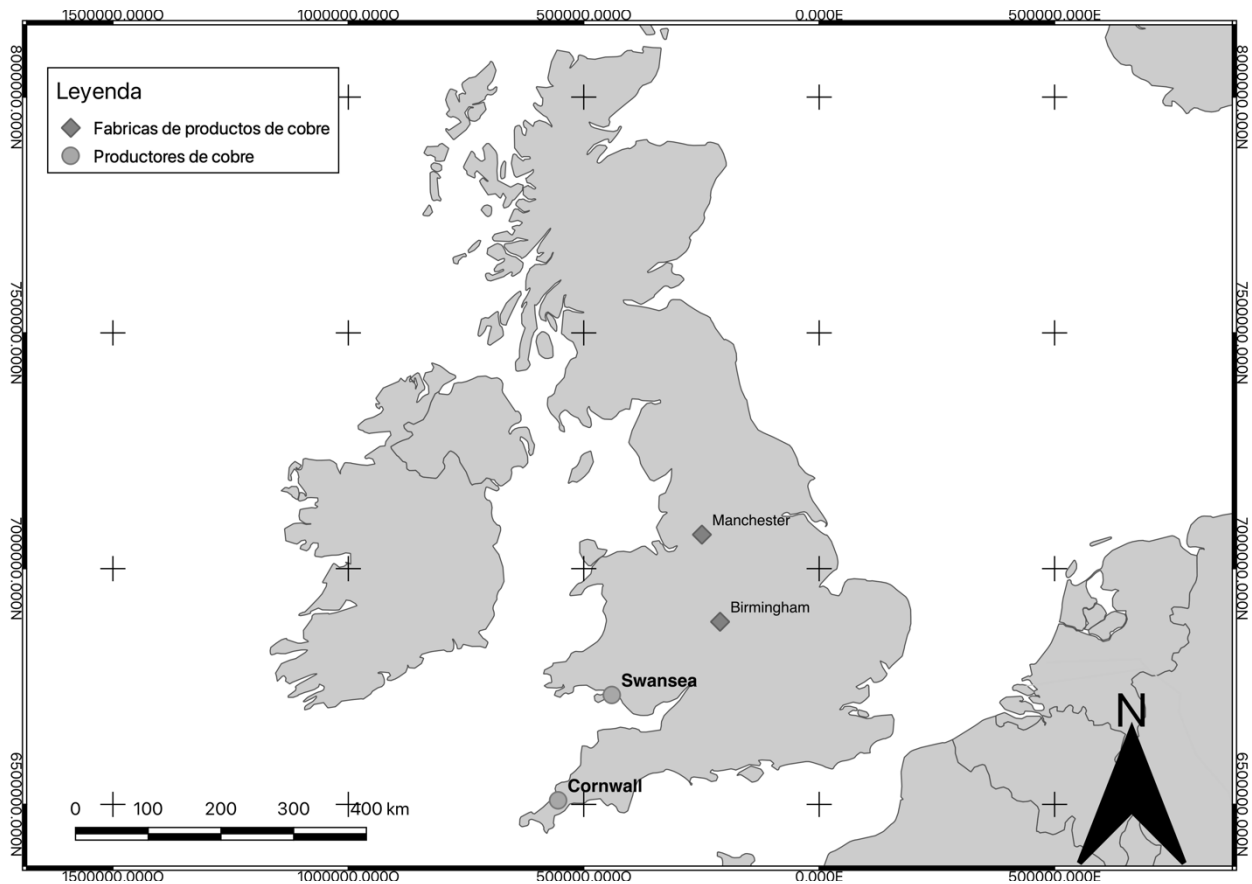 1500000.000O 1000000.000O 500000.000O 0.000E 500000.000E
8000000.000N 8000000.000N
Leyenda
Fabricas de productos de cobre
Productores de cobre
7500000.000N 7500000.000N
Manchester
7000000.000N 7000000.000N
Birmingham
Swansea
N
Cornwall
6500000.000N 6500000.000N
0 100 200 300 400 km
1500000.000O 1000000.000O 500000.000O 0.000E 500000.000E